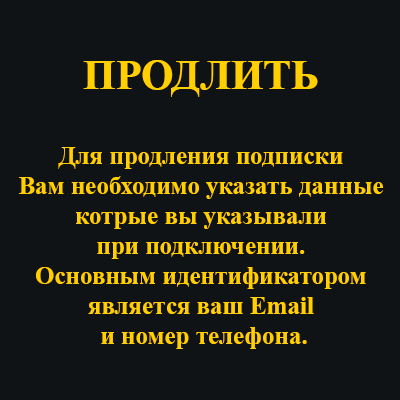 ПРОДЛИТЬ
Для продления подписки
Вам необходимо указать данные
котрые вы указывали
при подключении.
Основным идентификатором
является ваш Email
и номер телефона.